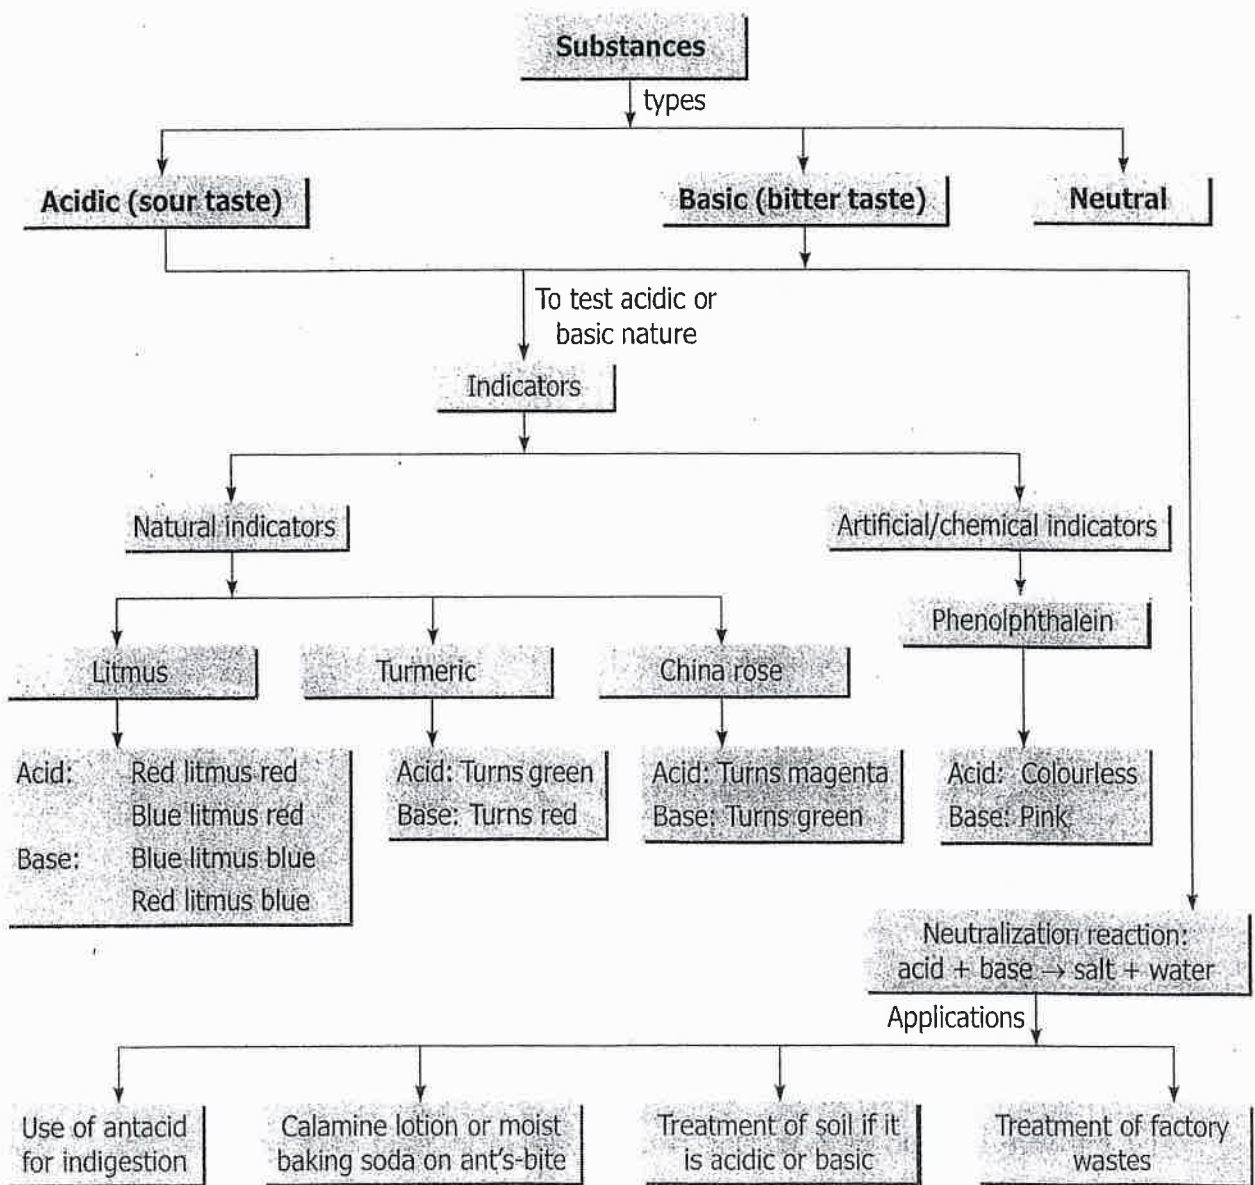 Substances
types
Acidic (sour taste)
Basic (bitter taste)
Neutral
To test acidic or
basic nature
Indicators
Natural indicators
Artificial/chemical indicators
Phenolphthalein
Litmus
Turmeric
China rose
Acid: Red litmus red
Blue litmus red
Base: Blue litmus blue
Red litmus blue
Acid: Turns green
Base: Turns red
Acid: Turns magenta
Base: Turns green
Acid: Colourless
Base: Pink
Neutralization reaction:
acid + base → salt + water
Applications
Use of antacid
for indigestion
Calamine lotion or moist
baking soda on ant's-bite
Treatment of soil if it
is acidic or basic
Treatment of factory
wastes